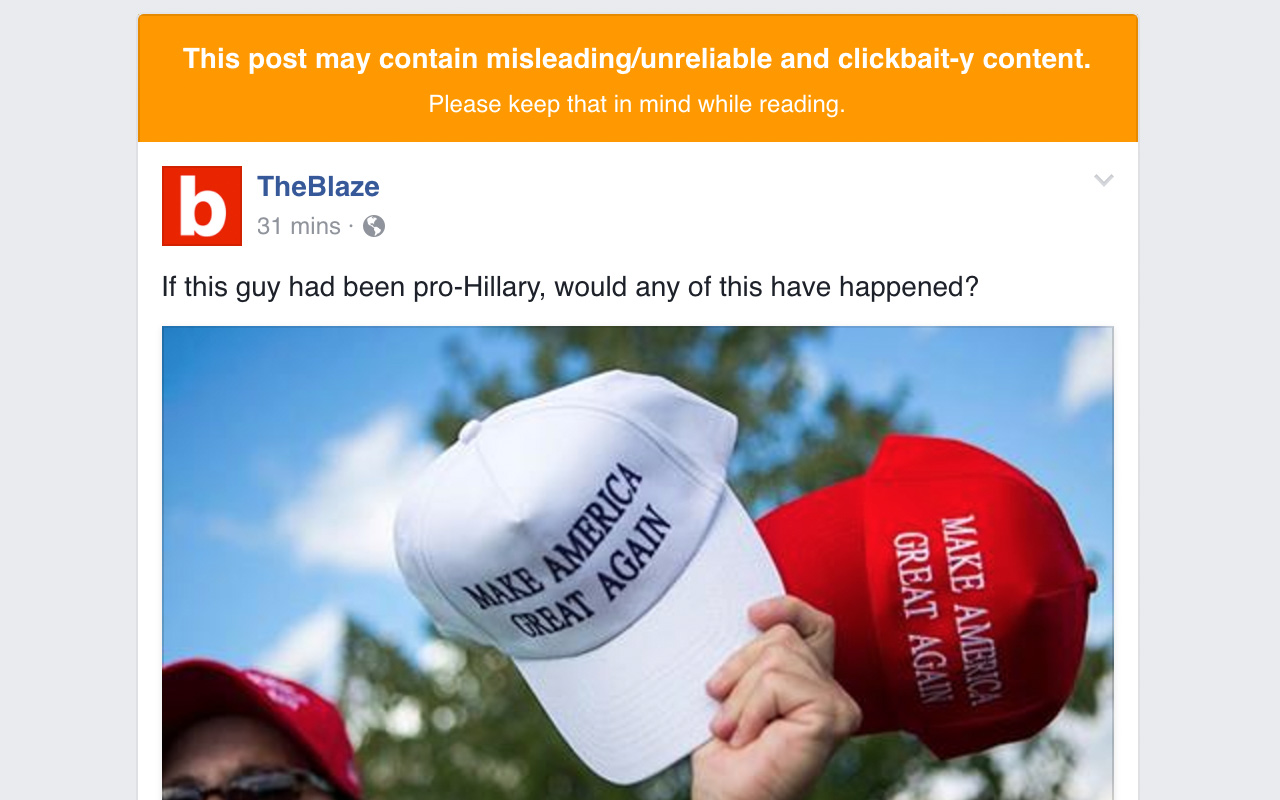 This post may contain misleading/unreliable and clickbait-y content.
Please keep that in mind while reading.
b
TheBlaze
31 mins ·
If this guy had been pro-Hillary, would any of this have happened?
MAKE AMERICA
GREAT AGAIN
MAKE AMERICA
GREAT AGAIN